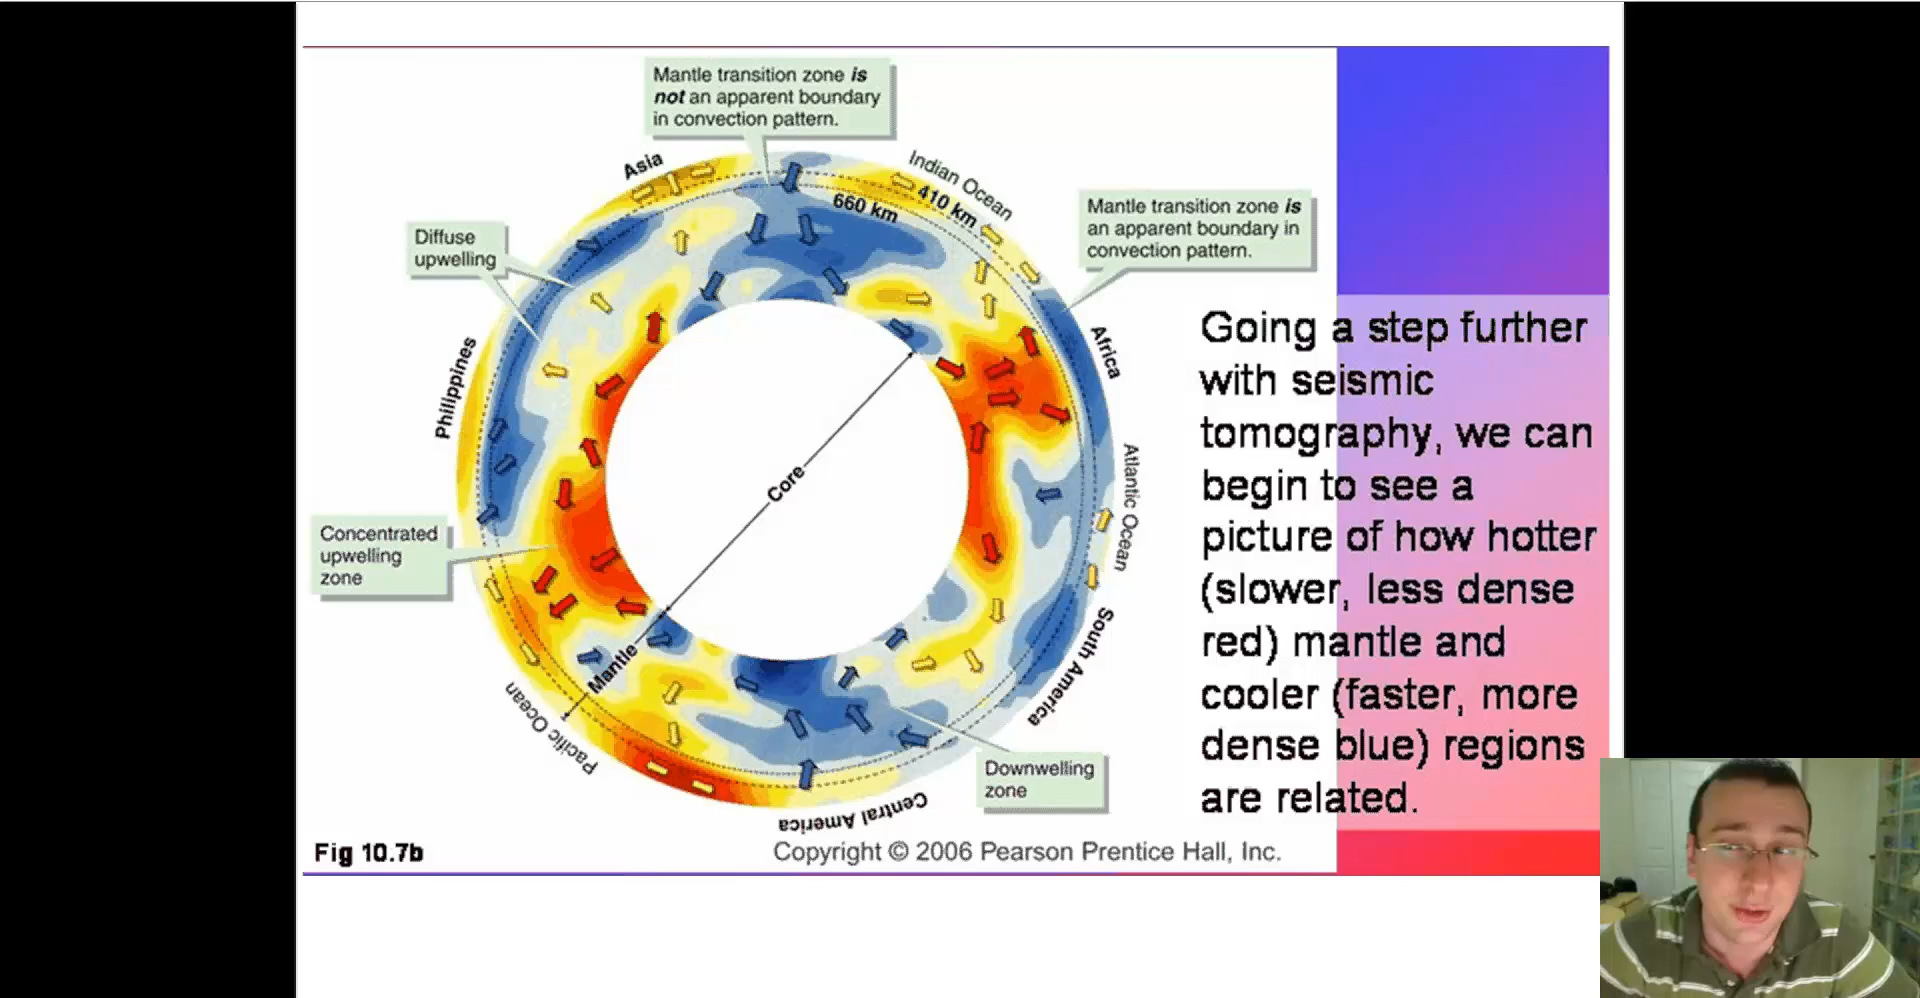 Mantle transition zone is
not an apparent boundary
in convection pattern.
Asia
Indian Ocean
410 km
660 km
Mantle transition zone is
an apparent boundary in
convection pattern.
Diffuse
upwelling
Africa
Philippines
Core
Atlantic Ocean
Concentrated
upwelling
zone
Mantle
South America
Pacific Ocean
Downwelling
zone
Central America
Fig 10.7b
Copyright © 2006 Pearson Prentice Hall, Inc.
Going a step further
with seismic
tomography, we can
begin to see a
picture of how hotter
(slower, less dense
red) mantle and
cooler (faster, more
dense blue) regions
are related.